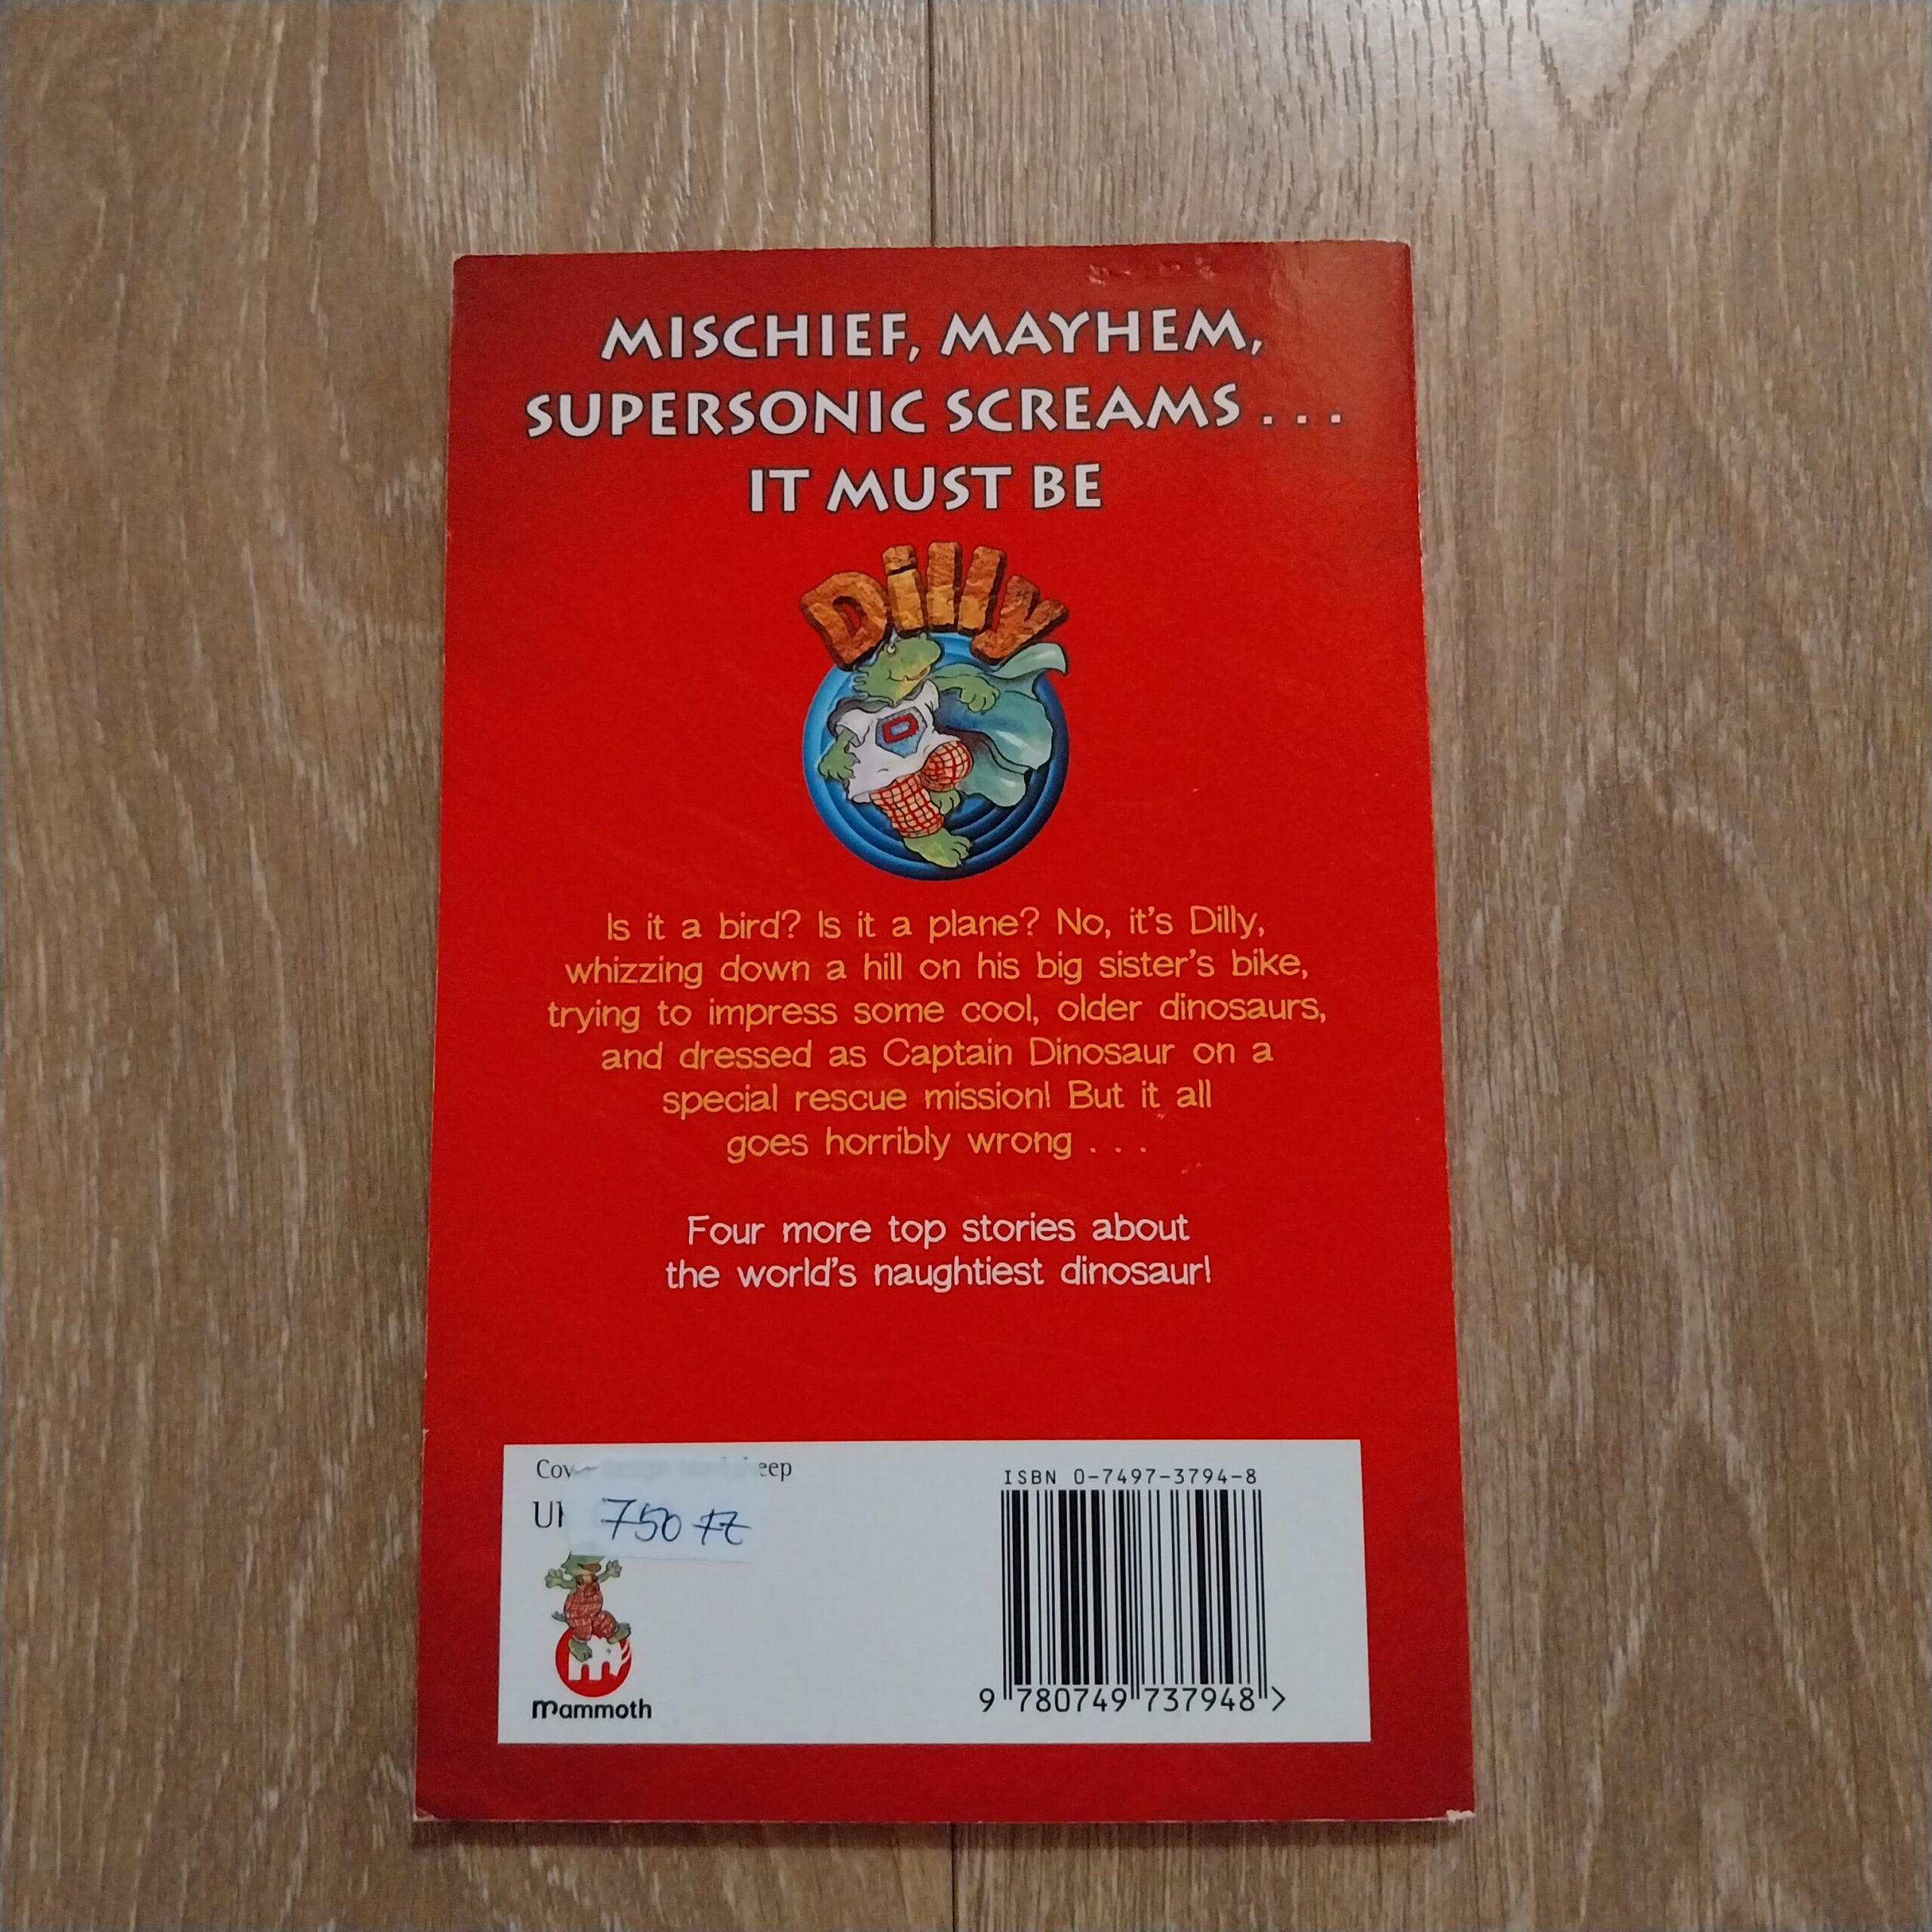 MISCHIEF, MAYHEM,
SUPERSONIC SCREAMS . . .
IT MUST BE
Dilly
D
Is it a bird? Is it a plane? No, it's Dilly,
whizzing down a hill on his big sister's bike,
trying to impress some cool, older dinosaurs,
and dressed as Captain Dinosaur on a
special rescue mission! But it all
goes horribly wrong . . .
Four more top stories about
the world's naughtiest dinosaur!
750 Ft
m
mammoth
ISBN 0-7497-3794-8
9 780749 737948 >